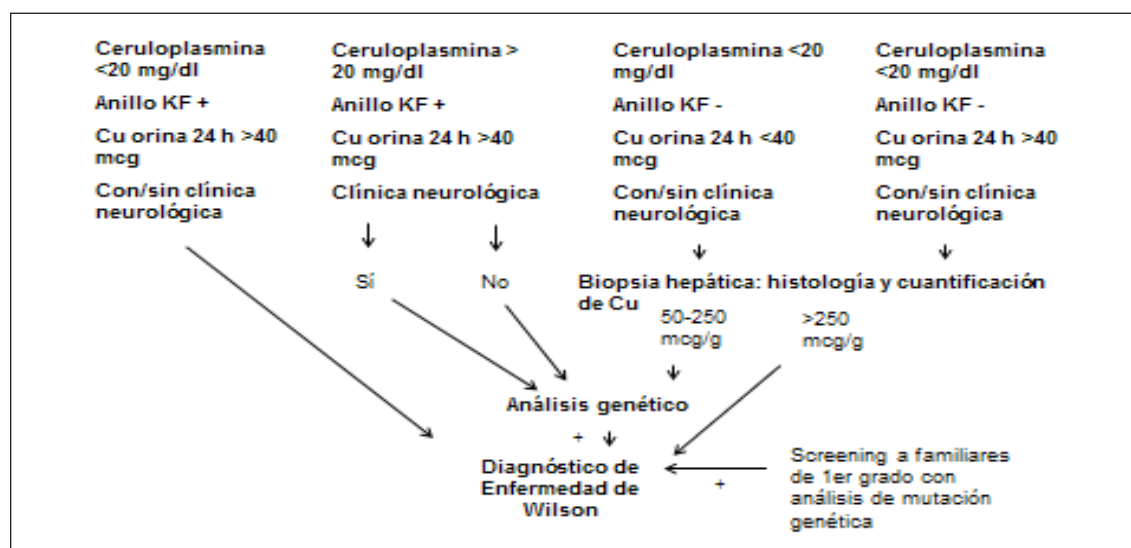 Ceruloplasmina
<20 mg/dl
Anillo KF +
Cu orina 24 h >40
mcg
Con/sin clínica
neurológica
Ceruloplasmina >
20 mg/dl
Anillo KF +
Cu orina 24 h >40
mcg
Clínica neurológica
Ceruloplasmina <20
mg/dl
Anillo KF -
Cu orina 24 h <40
mcg
Con/sin clínica
neurológica
Ceruloplasmina
<20 mg/dl
Anillo KF -
Cu orina 24 h >40
mcg
Con/sin clínica
neurológica
Sí
No
Biopsia hepática: histología y cuantificación
de Cu
50-250
mcg/g
>250
mcg/g
Análisis genético
+
Diagnóstico de
Enfermedad de
Wilson
+
Screening a familiares
de 1er grado con
análisis de mutación
genética